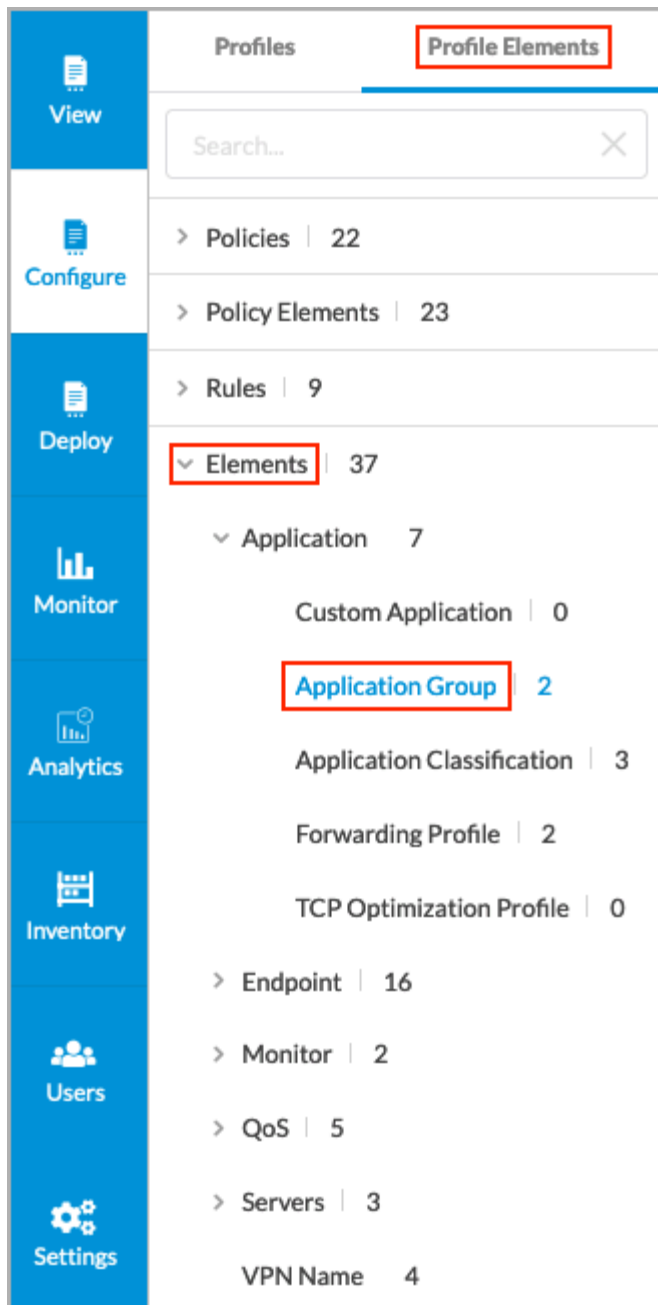 Profiles
Profile Elements
View
Search...
Configure
Policies 22
Policy Elements 23
Rules 9
Deploy
Elements 37
Application 7
Monitor
Custom Application 0
Application Group 2
Analytics
Application Classification 3
Forwarding Profile 2
TCP Optimization Profile 0
Inventory
Endpoint 16
Monitor 2
Users
QoS 5
Servers 3
Settings
VPN Name 4